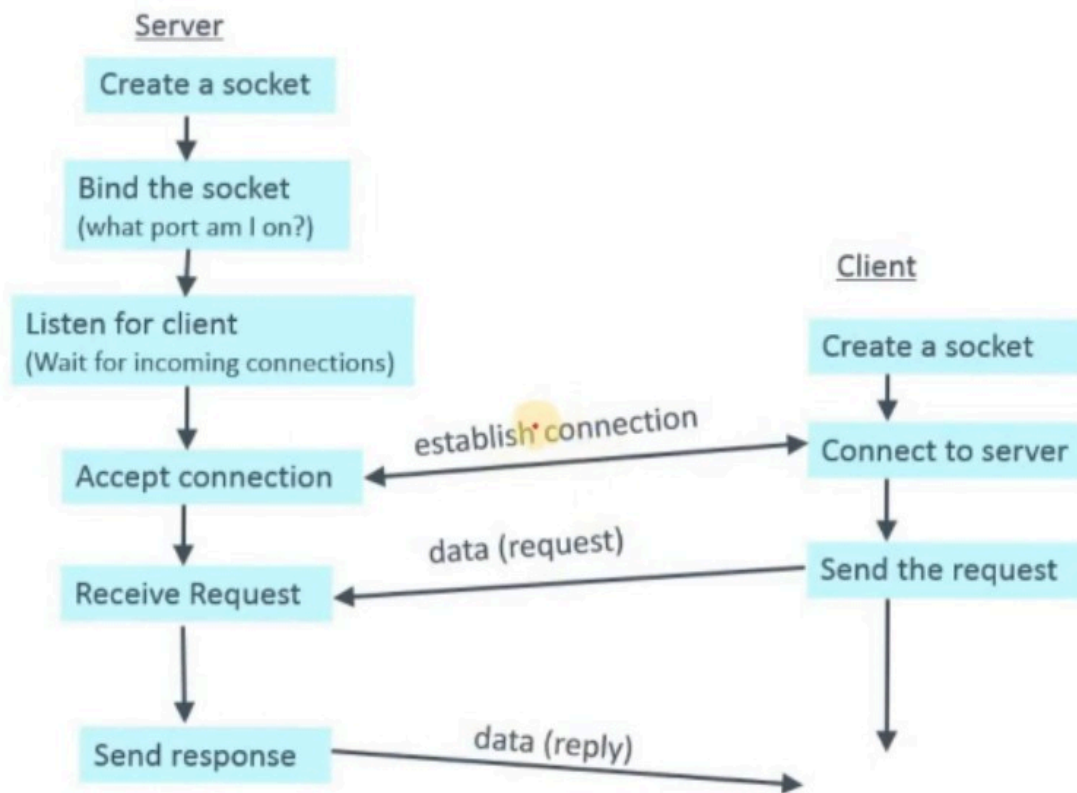 Server
Create a socket
Bind the socket
(what port am I on?)
Listen for client
(Wait for incoming connections)
Accept connection
Receive Request
Send response
establish connection
data (request)
data (reply)
Client
Create a socket
Connect to server
Send the request